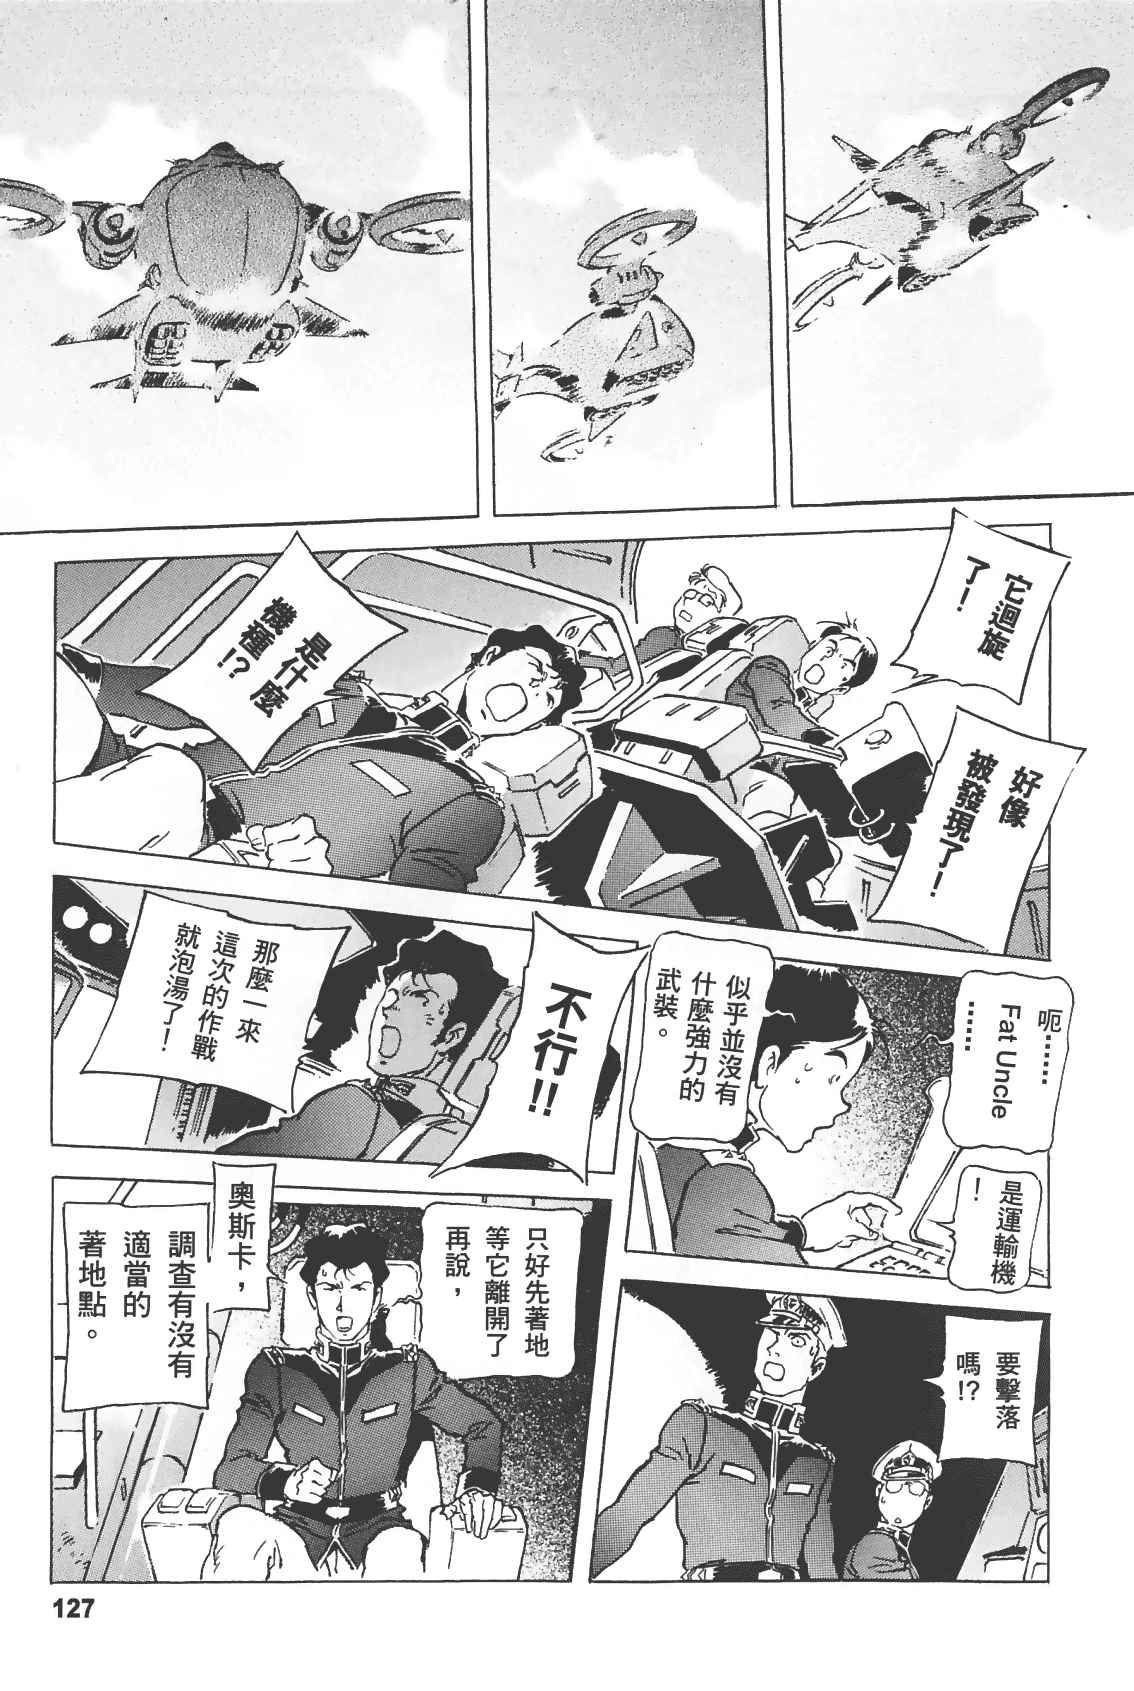 它迴旋
了！
好像
被發現了！
是什麼
機種!?
呃……
Fat Uncle
……
是運輸機
！
似乎並沒有
什麼強力的
武裝。
不行!!
那麼一來
這次的作戰
就泡湯了！
要擊落
嗎!?
只好先著地
等它離開了
再說，
奧斯卡，
調查有沒有
適當的
著地點。
127